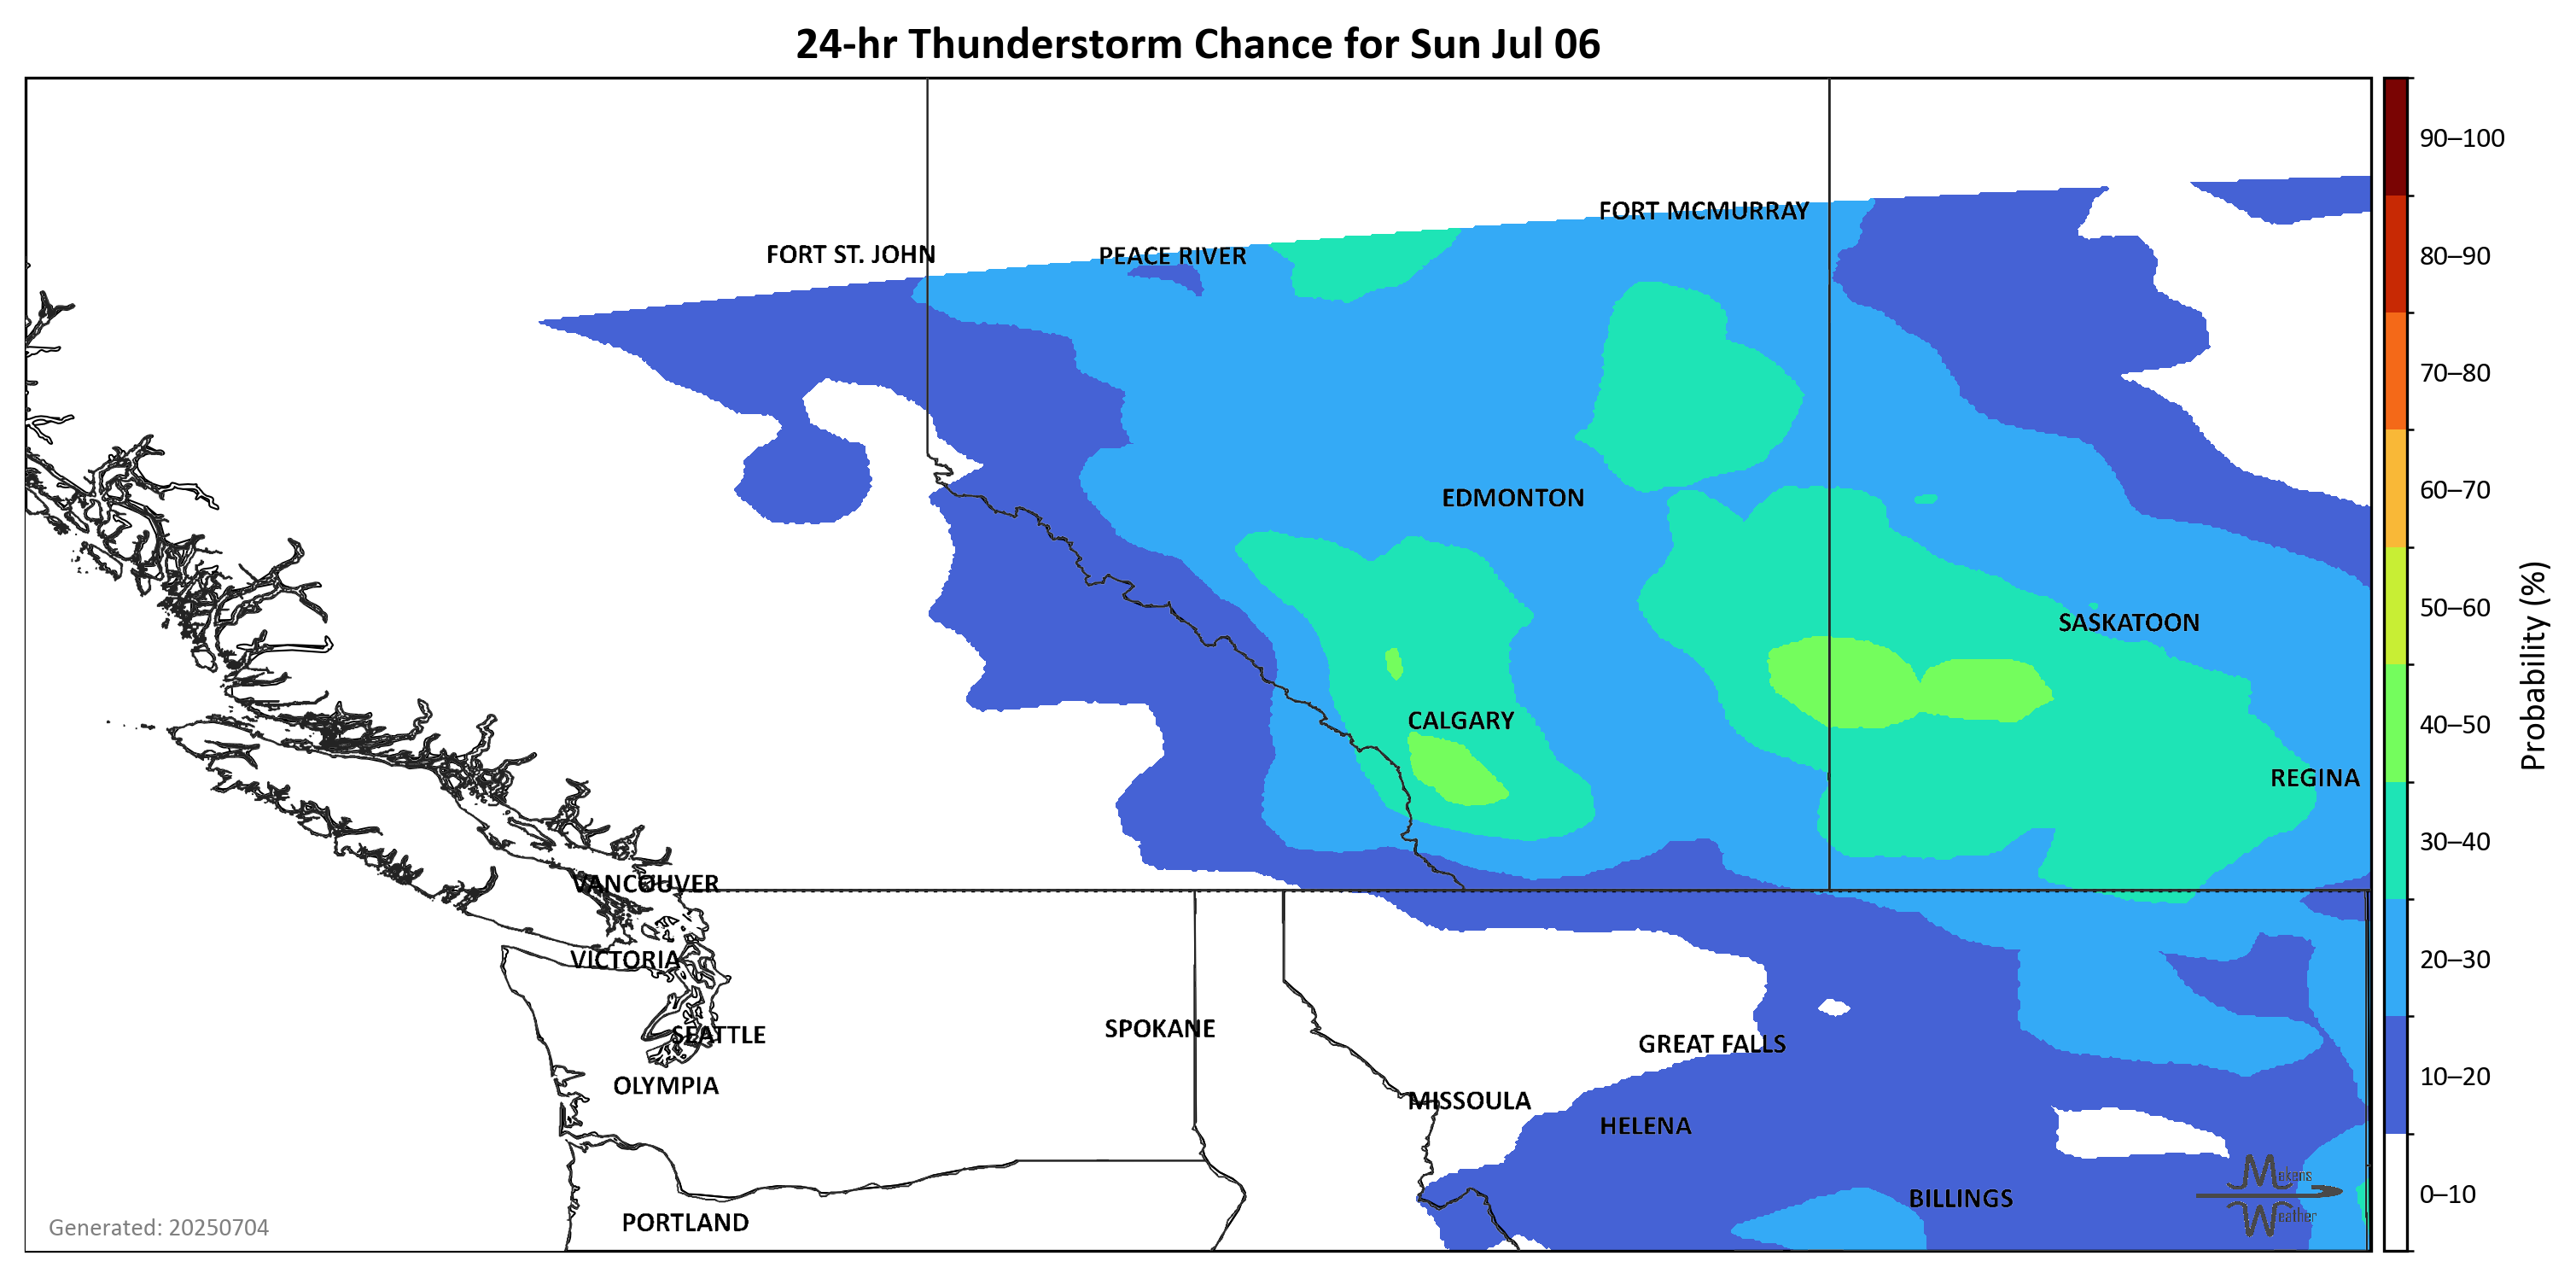 24-hr Thunderstorm Chance for Sun Jul 06
90–100
FORT MCMURRAY
FORT ST. JOHN
PEACE RIVER
80–90
70–80
EDMONTON
60–70
SASKATOON
50–60
CALGARY
40–50
REGINA
Probability (%)
30–40
VANCOUVER
VICTORIA
20–30
SEATTLE
SPOKANE
GREAT FALLS
OLYMPIA
10–20
MISSOULA
HELENA
Mekens
Weather
BILLINGS
0–10
PORTLAND
Generated: 20250704